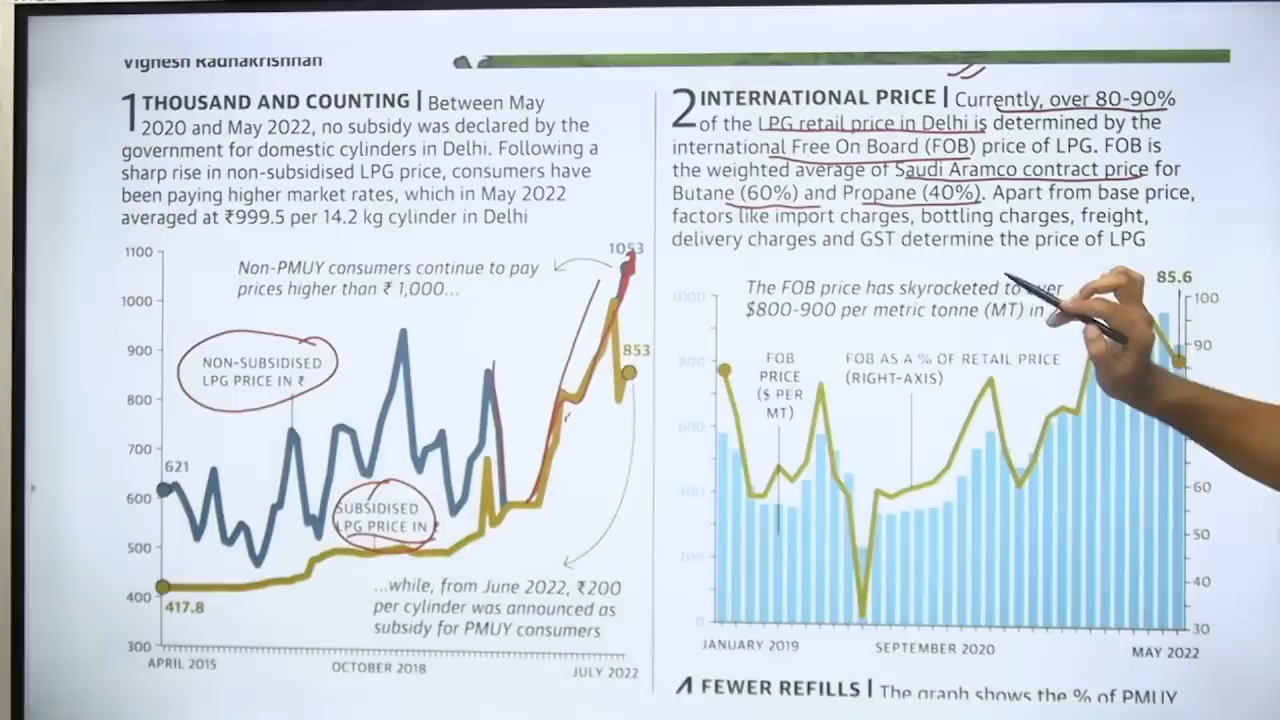 Vignesh Radhakrishnan
1 THOUSAND AND COUNTING | Between May
2020 and May 2022, no subsidy was declared by the
government for domestic cylinders in Delhi. Following a
sharp rise in non-subsidised LPG price, consumers have
been paying higher market rates, which in May 2022
averaged at ₹999.5 per 14.2 kg cylinder in Delhi
1100
1000
900
800
700
600
500
400
300
1053
Non-PMUY consumers continue to pay
prices higher than ₹ 1,000...
NON-SUBSIDISED
LPG PRICE IN ₹
853
621
SUBSIDISED
LPG PRICE IN ₹
417.8
...while, from June 2022, ₹200
per cylinder was announced as
subsidy for PMUY consumers
APRIL 2015
OCTOBER 2018
JULY 2022
2 INTERNATIONAL PRICE | Currently, over 80-90%
of the LPG retail price in Delhi is determined by the
international Free On Board (FOB) price of LPG. FOB is
the weighted average of Saudi Aramco contract price for
Butane (60%) and Propane (40%). Apart from base price,
factors like import charges, bottling charges, freight,
delivery charges and GST determine the price of LPG
85.6
The FOB price has skyrocketed to over
$800-900 per metric tonne (MT) in
1000
800
600
400
200
0
FOB
PRICE
($ PER
MT)
FOB AS A % OF RETAIL PRICE
(RIGHT-AXIS)
100
90
60
50
40
30
JANUARY 2019
SEPTEMBER 2020
MAY 2022
FEWER REFILLS | The graph shows the % of PMUY